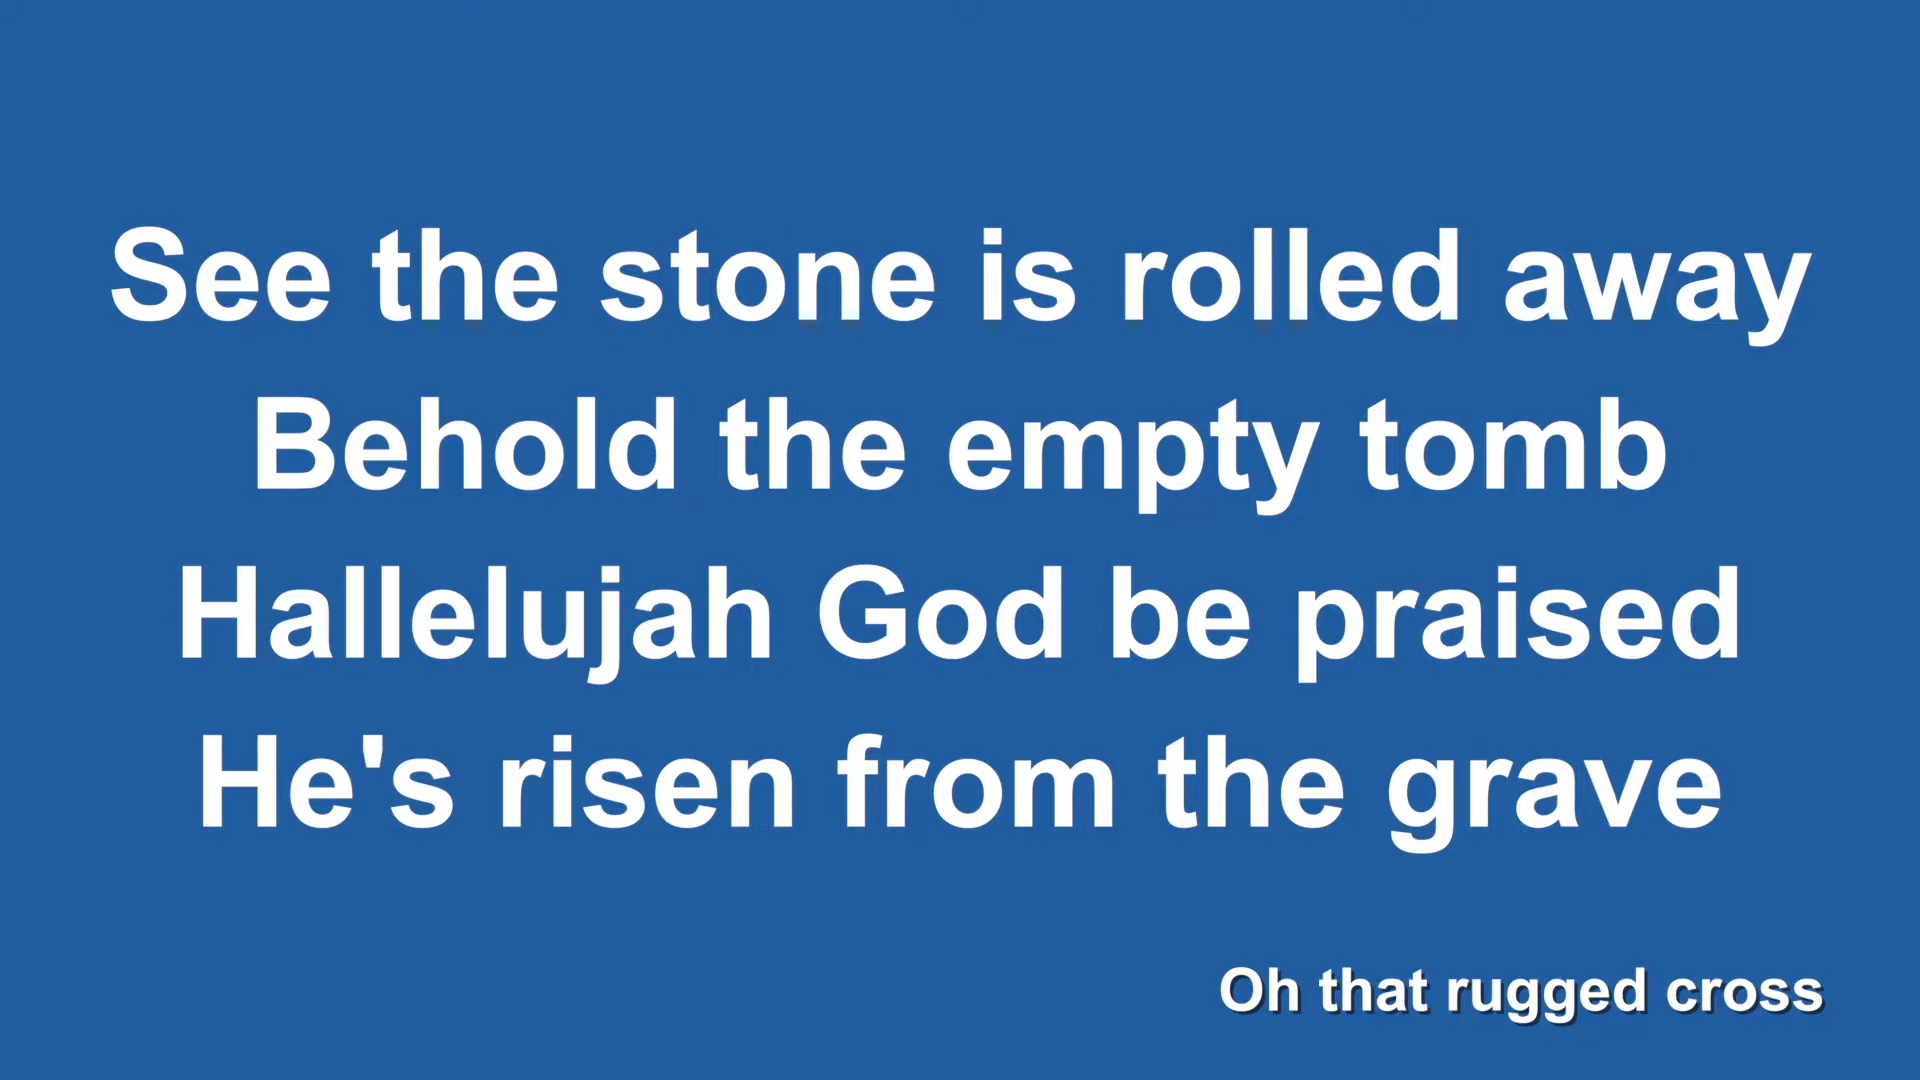 See the stone is rolled away
Behold the empty tomb
Hallelujah God be praised
He's risen from the grave
Oh that rugged cross